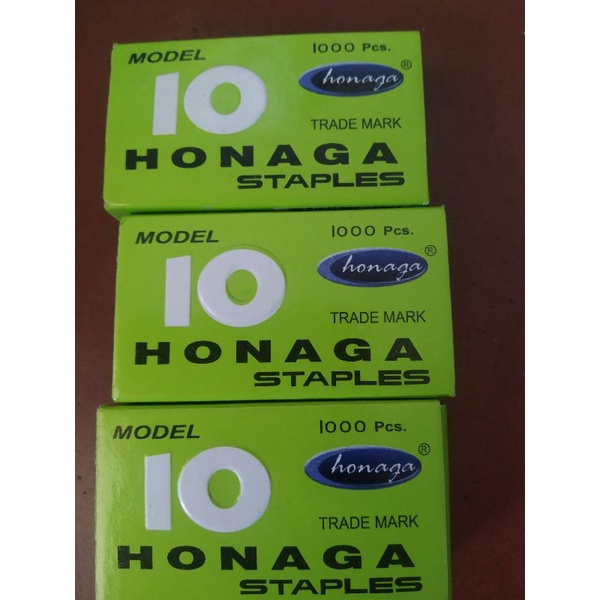 MODEL 1000 Pcs.
10 honaga ®
TRADE MARK
HONAGA
STAPLES
MODEL 1000 Pcs.
10 honaga ®
TRADE MARK
HONAGA
STAPLES
MODEL 1000 Pcs.
10 honaga ®
TRADE MARK
HONAGA
STAPLES